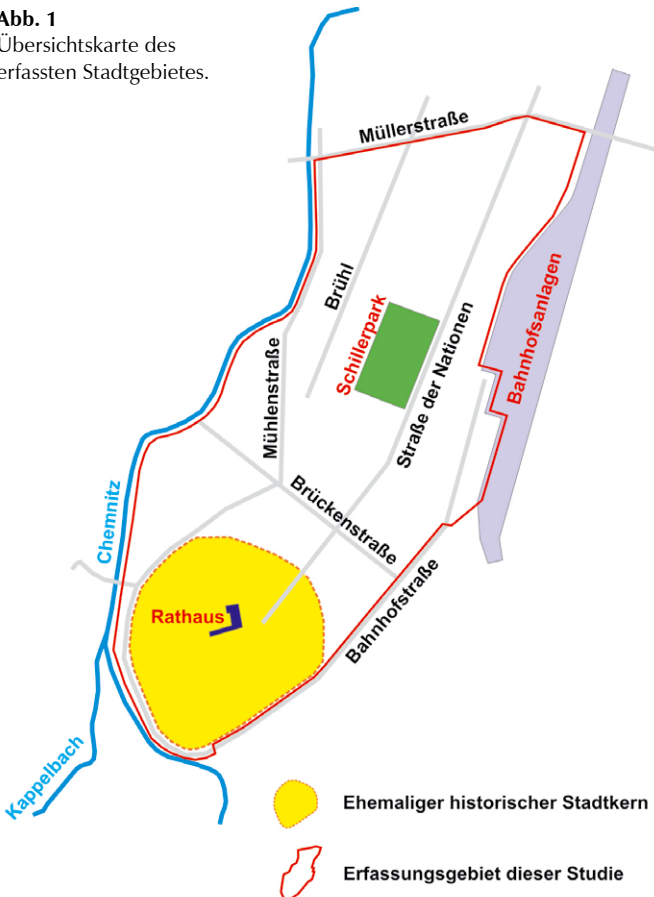 Abb. 1
Übersichtskarte des
erfassten Stadtgebietes.
Müllerstraße
Brühl
Schillerpark
Straße der Nationen
Bahnhofsanlagen
Mühlenstraße
Chemnitz
Brückenstraße
Rathaus
Bahnhofstraße
Kappelbach
Ehemaliger historischer Stadtkern
Erfassungsgebiet dieser Studie